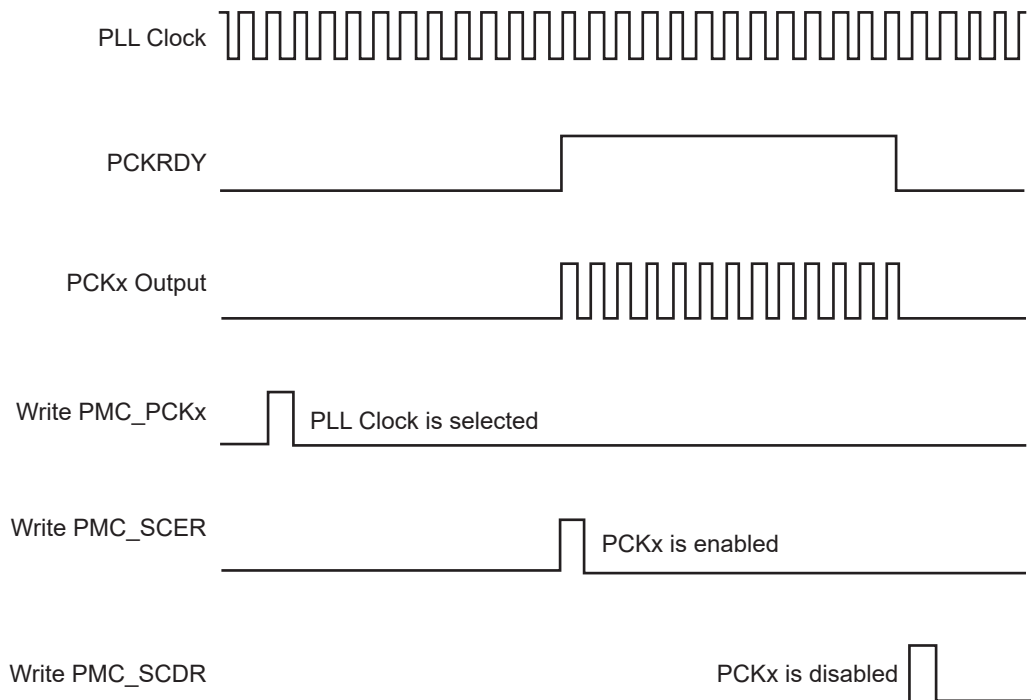 PLL Clock
PCKRDY
PCKx Output
Write PMC_PCKx
PLL Clock is selected
Write PMC_SCER
PCKx is enabled
Write PMC_SCDR
PCKx is disabled